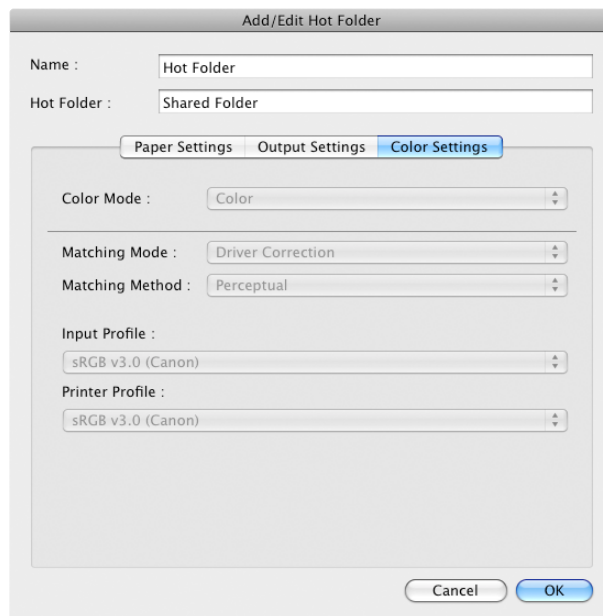 Add/Edit Hot Folder
Name : Hot Folder
Hot Folder : Shared Folder
Paper Settings Output Settings Color Settings
Color Mode : Color
Matching Mode : Driver Correction
Matching Method : Perceptual
Input Profile :
sRGB v3.0 (Canon)
Printer Profile :
sRGB v3.0 (Canon)
Cancel OK